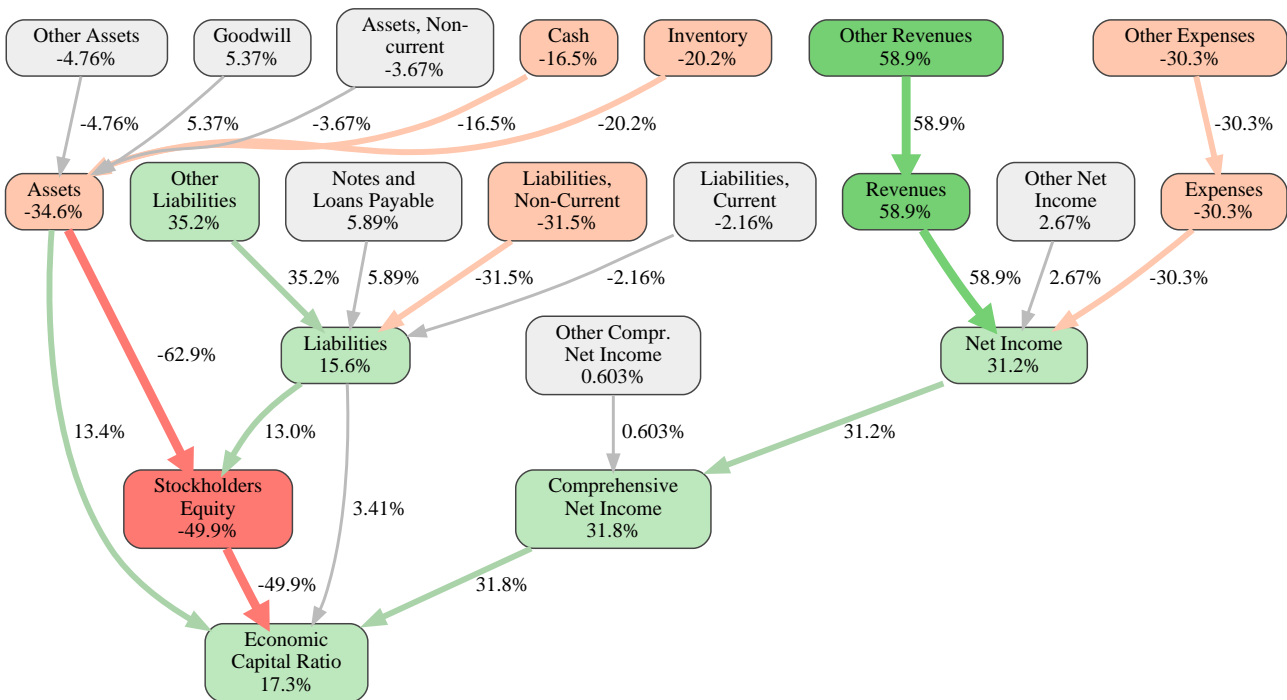 Other Assets
-4.76%
Goodwill
5.37%
Assets, Non-
current
-3.67%
Cash
-16.5%
Inventory
-20.2%
Other Revenues
58.9%
Other Expenses
-30.3%
-4.76%
5.37%
-3.67%
-16.5%
-20.2%
58.9%
-30.3%
Assets
-34.6%
Other
Liabilities
35.2%
Notes and
Loans Payable
5.89%
Liabilities,
Non-Current
-31.5%
Liabilities,
Current
-2.16%
Revenues
58.9%
Other Net
Income
2.67%
Expenses
-30.3%
35.2%
5.89%
-31.5%
-2.16%
58.9%
2.67%
-30.3%
Liabilities
15.6%
Other Compr.
Net Income
0.603%
Net Income
31.2%
-62.9%
13.4%
13.0%
0.603%
31.2%
Stockholders
Equity
-49.9%
3.41%
Comprehensive
Net Income
31.8%
-49.9%
31.8%
Economic
Capital Ratio
17.3%